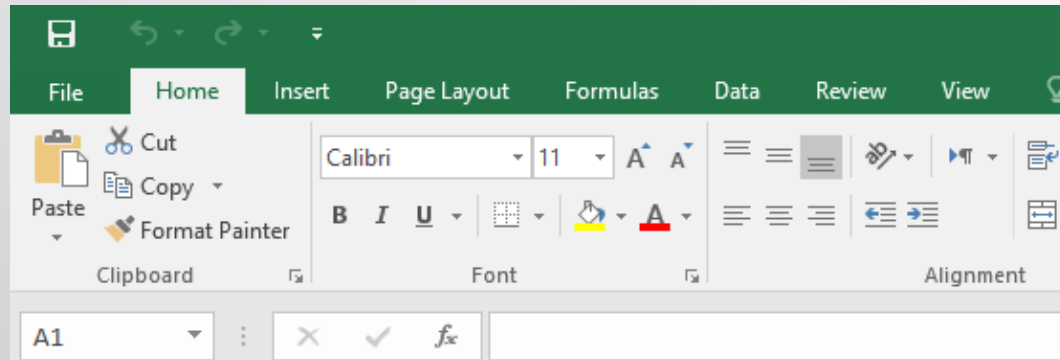 File Home Insert Page Layout Formulas Data Review View
Cut
Copy
Paste
Format Painter
Clipboard
Calibri 11 A A
B I U A
Font
Alignment
A1 fx